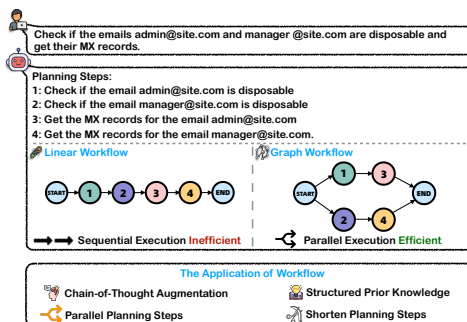 Check if the emails admin@site.com and manager @site.com are disposable and
get their MX records.
Planning Steps:
1: Check if the email admin@site.com is disposable
2: Check if the email manager@site.com is disposable
3: Get the MX records for the email admin@site.com
4: Get the MX records for the email manager@site.com.
Linear Workflow
START 1 2 3 4 END
Sequential Execution Inefficient
Graph Workflow
1 3
START END
2 4
Parallel Execution Efficient
The Application of Workflow
Chain-of-Thought Augmentation
Structured Prior Knowledge
Parallel Planning Steps
Shorten Planning Steps